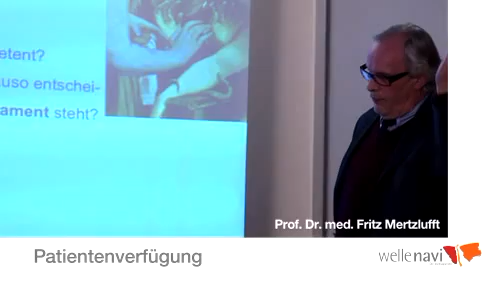 etent?
uso entschei-
ament steht?
Prof. Dr. med. Fritz Mertzlufft
Patientenverfügung
wellenavi